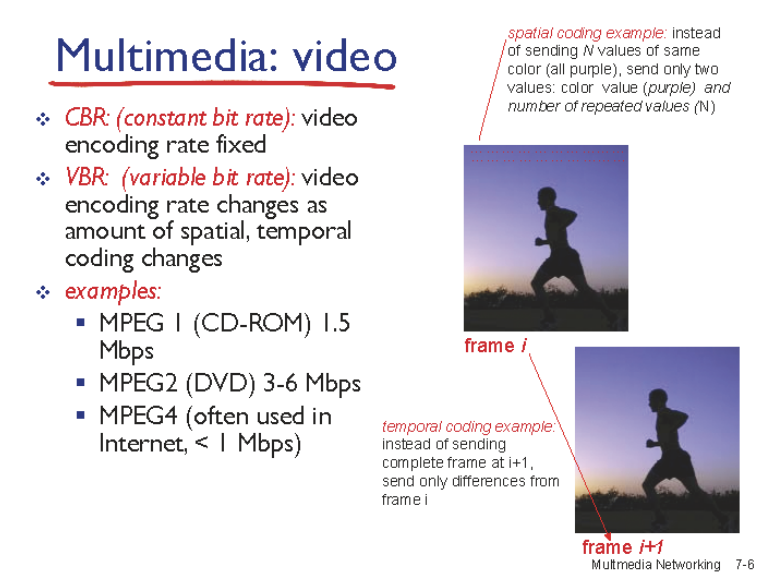 Multimedia: video
CBR: (constant bit rate): video
encoding rate fixed
VBR: (variable bit rate): video
encoding rate changes as
amount of spatial, temporal
coding changes
examples:
MPEG 1 (CD-ROM) 1.5
Mbps
MPEG2 (DVD) 3-6 Mbps
MPEG4 (often used in
Internet, < 1 Mbps)
spatial coding example: instead
of sending N values of same
color (all purple), send only two
values: color value (purple) and
number of repeated values (N)
frame i
temporal coding example:
instead of sending
complete frame at i+1,
send only differences from
frame i
frame i+1
Multmedia Networking 7-6